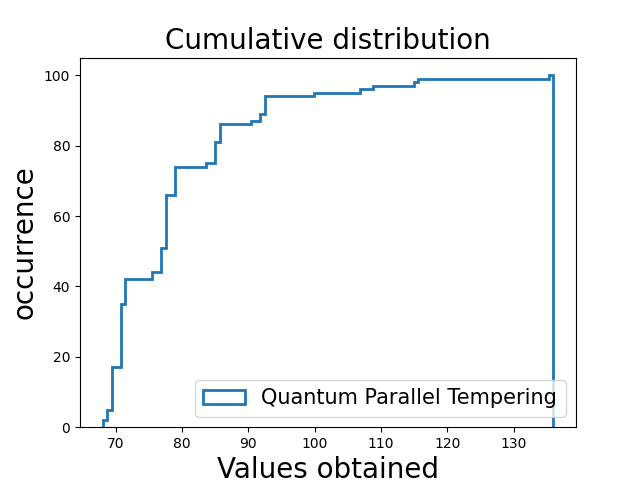 Cumulative distribution
occurrence
100
80
60
40
20
0
Quantum Parallel Tempering
70 80 90 100 110 120 130
Values obtained